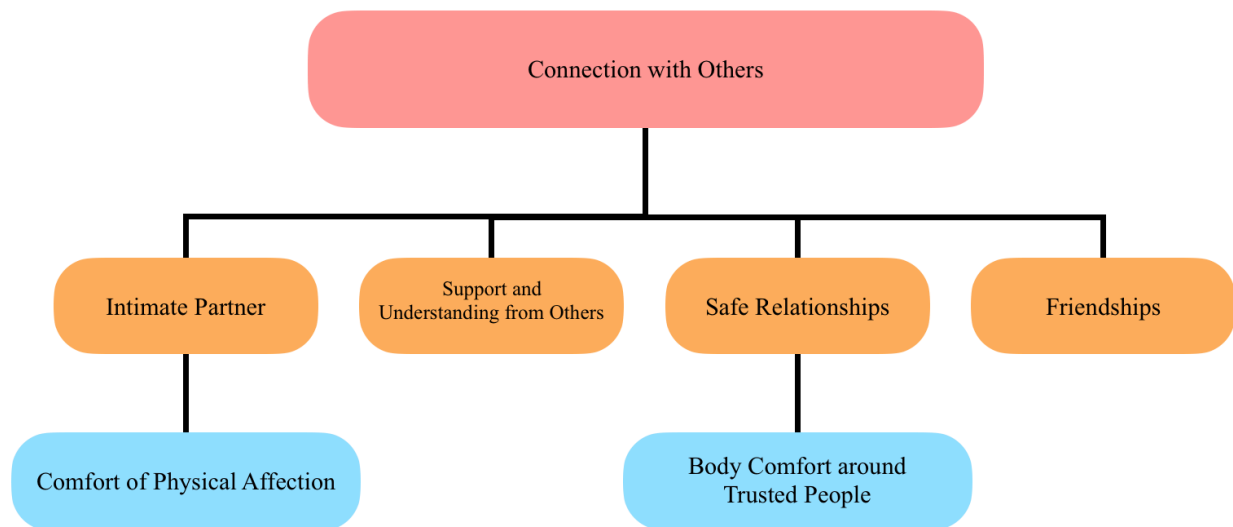 Connection with Others
Intimate Partner
Support and
Understanding from Others
Safe Relationships
Friendships
Comfort of Physical Affection
Body Comfort around
Trusted People